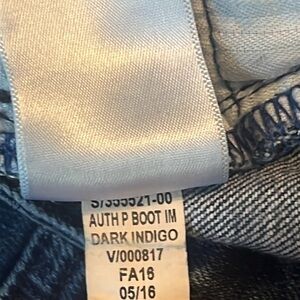 S/355521-00
AUTH P BOOT IM
DARK INDIGO
V/000817
FA16
05/16